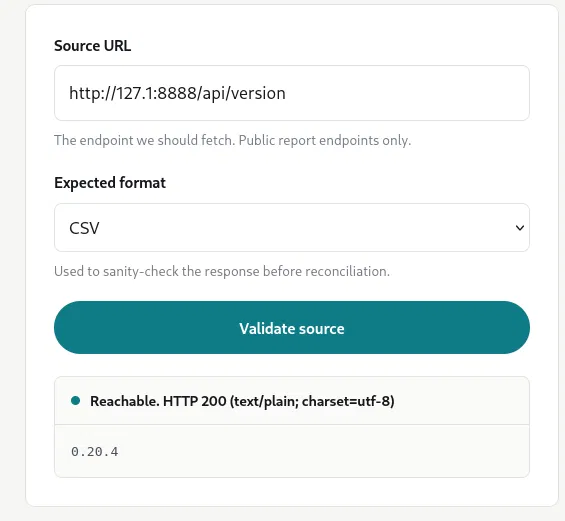 Source URL
http://127.1:8888/api/version
The endpoint we should fetch. Public report endpoints only.
Expected format
CSV
Used to sanity-check the response before reconciliation.
Validate source
Reachable. HTTP 200 (text/plain; charset=utf-8)
0.20.4